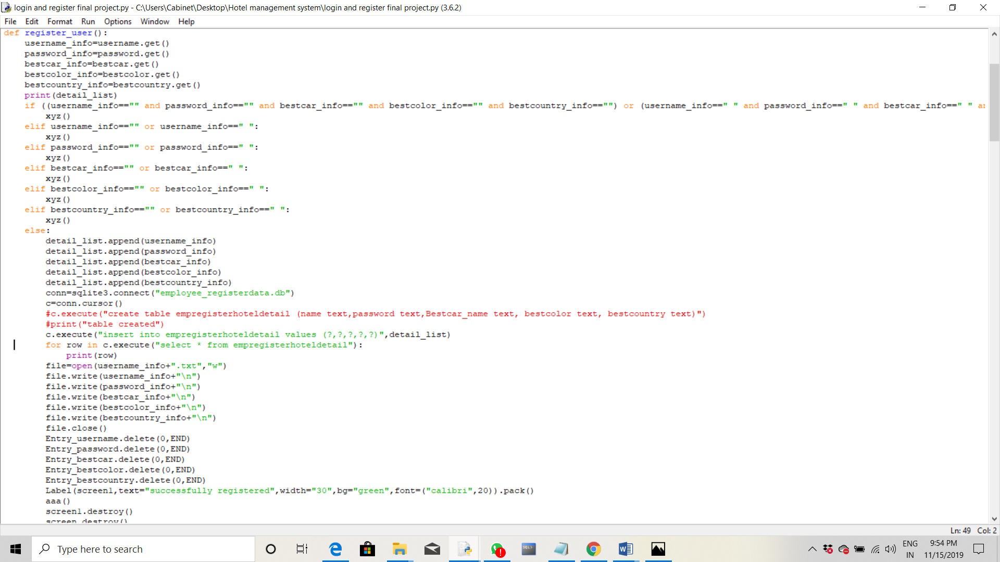 login and register final project.py - C:\Users\Cabinet\Desktop\Hotel management system\login and register final project.py (3.6.2)
File Edit Format Run Options Window Help
def register_user():
    username_info=username.get()
    password_info=password.get()
    bestcar_info=bestcar.get()
    bestcolor_info=bestcolor.get()
    bestcountry_info=bestcountry.get()
    print(detail_list)
    if ((username_info=="" and password_info=="" and bestcar_info=="" and bestcolor_info=="" and bestcountry_info=="") or (username_info==" " and password_info==" " and bestcar_info==" " a
        xyz()
    elif username_info=="" or username_info==" ":
        xyz()
    elif password_info=="" or password_info==" ":
        xyz()
    elif bestcar_info=="" or bestcar_info==" ":
        xyz()
    elif bestcolor_info=="" or bestcolor_info==" ":
        xyz()
    elif bestcountry_info=="" or bestcountry_info==" ":
        xyz()
    else:
        detail_list.append(username_info)
        detail_list.append(password_info)
        detail_list.append(bestcar_info)
        detail_list.append(bestcolor_info)
        detail_list.append(bestcountry_info)
        conn=sqlite3.connect("employee_registerdata.db")
        c=conn.cursor()
        #c.execute("create table empregisterhoteldetail (name text,password text,Bestcar_name text, bestcolor text, bestcountry text)")
        #print("table created")
        c.execute("insert into empregisterhoteldetail values (?,?,?,?,?)",detail_list)
        for row in c.execute("select * from empregisterhoteldetail"):
            print(row)
        file=open(username_info+".txt","w")
        file.write(username_info+"\n")
        file.write(password_info+"\n")
        file.write(bestcar_info+"\n")
        file.write(bestcolor_info+"\n")
        file.write(bestcountry_info+"\n")
        file.close()
        Entry_username.delete(0,END)
        Entry_password.delete(0,END)
        Entry_bestcar.delete(0,END)
        Entry_bestcolor.delete(0,END)
        Entry_bestcountry.delete(0,END)
        Label(screen1,text="successfully registered",width="30",bg="green",font=("calibri",20)).pack()
        aaa()
        screen1.destroy()
        screen.destroy()
Ln: 49 Col: 2
Type here to search
SQL>
ENG
IN
9:54 PM
11/15/2019